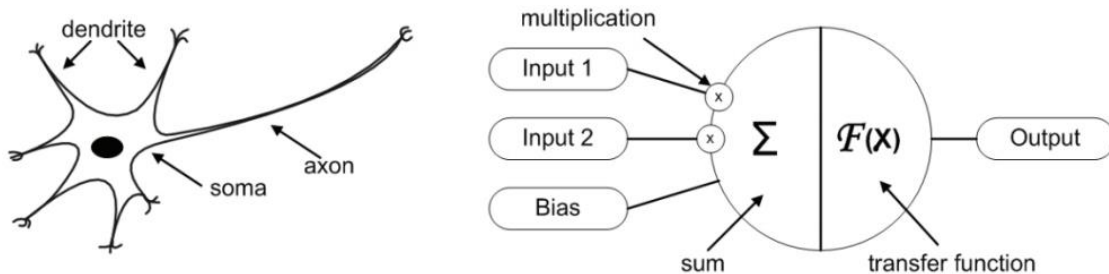 dendrite
soma
axon
multiplication
Input 1
x
Input 2
x
Bias
Σ
F(X)
Output
sum
transfer function